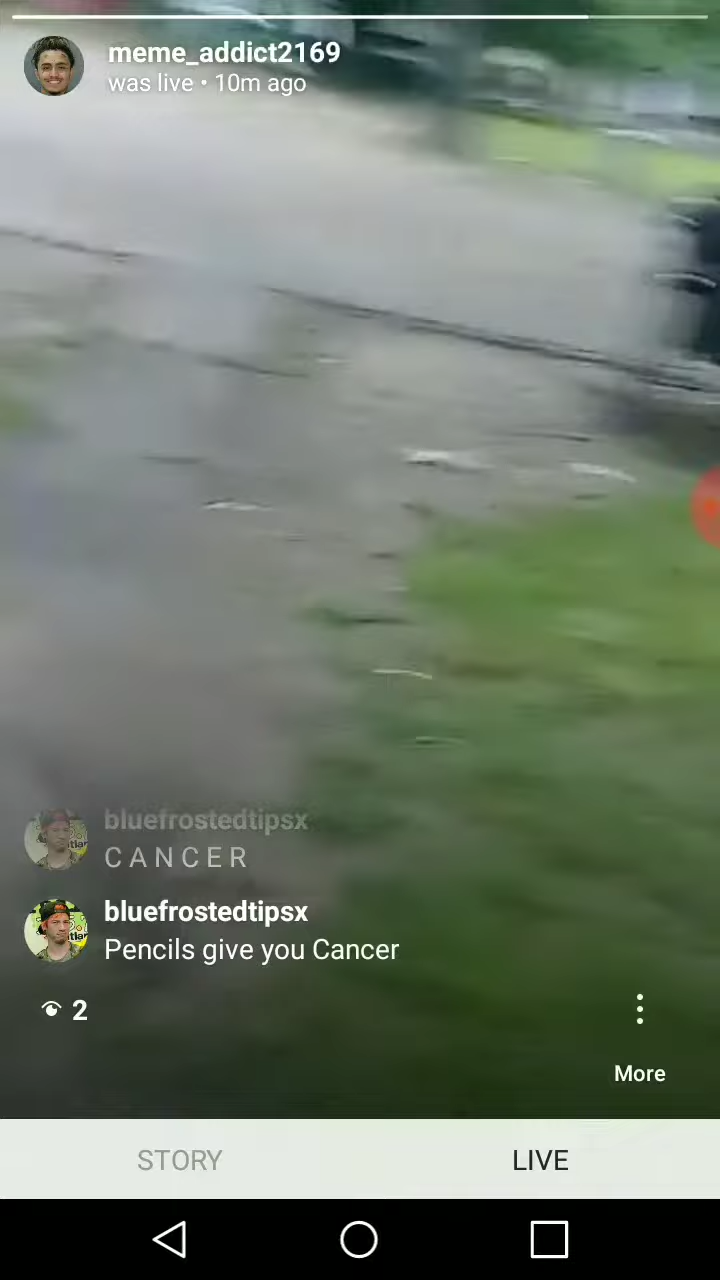 meme_addict2169
was live • 10m ago
bluefrostedtipsx
C A N C E R
bluefrostedtipsx
Pencils give you Cancer
2
More
STORY
LIVE